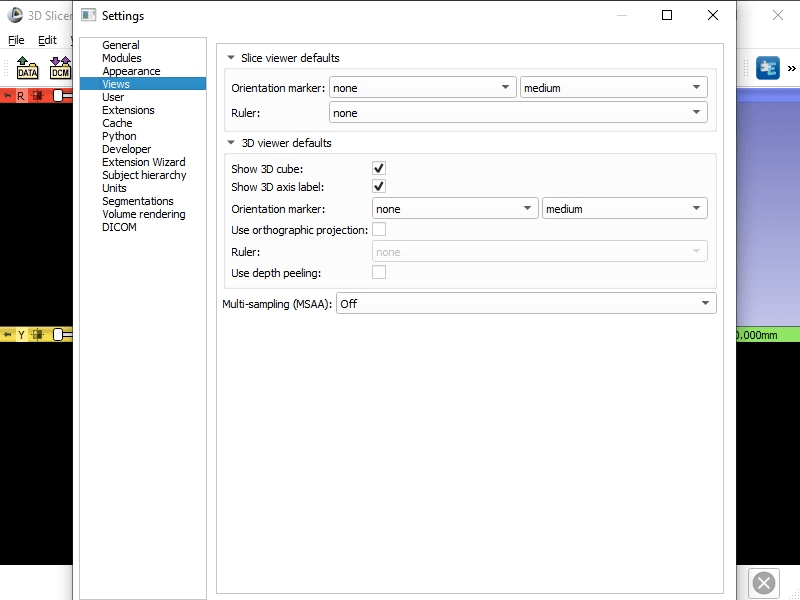 3D Slicer
Settings
File Edit
DATA
DCM
»
General
Modules
Appearance
Views
User
Extensions
Cache
Python
Developer
Extension Wizard
Subject hierarchy
Units
Segmentations
Volume rendering
DICOM
Slice viewer defaults
Orientation marker: none medium
Ruler: none
3D viewer defaults
Show 3D cube:
Show 3D axis label:
Orientation marker: none medium
Use orthographic projection:
Ruler: none
Use depth peeling:
Multi-sampling (MSAA): Off
R
Y
0.000mm